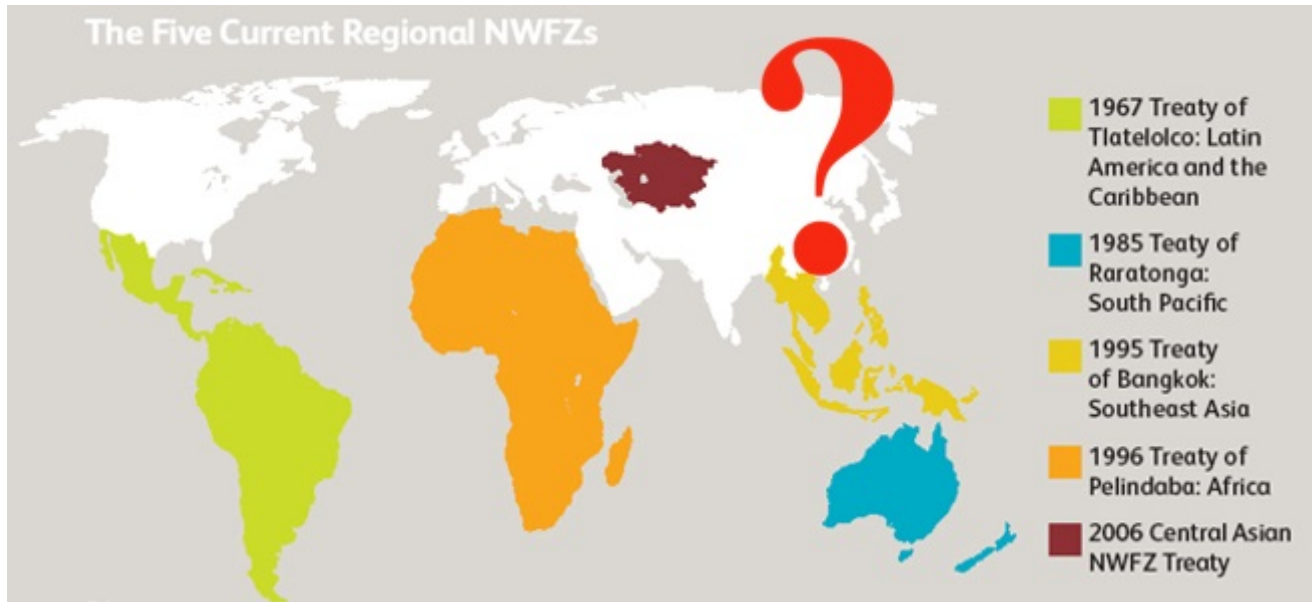 The Five Current Regional NWFZs
?
1967 Treaty of
Tlatelolco: Latin
America and the
Caribbean
1985 Teaty of
Raratonga:
South Pacific
1995 Treaty
of Bangkok:
Southeast Asia
1996 Treaty of
Pelindaba: Africa
2006 Central Asian
NWFZ Treaty